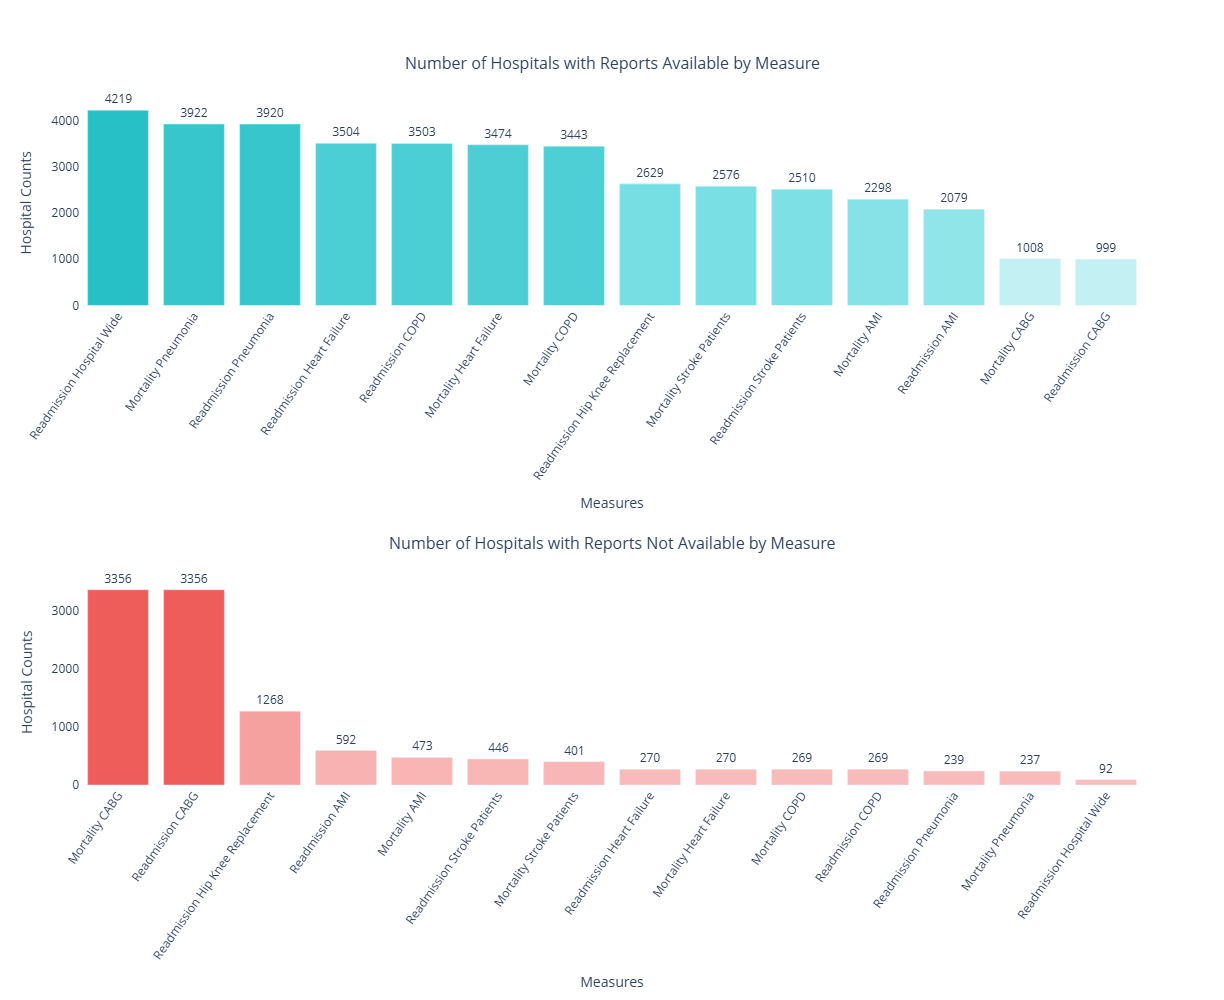 Number of Hospitals with Reports Available by Measure
Hospital Counts
4000
3000
2000
1000
0
4219
3922
3920
3504
3503
3474
3443
2629
2576
2510
2298
2079
1008
999
Readmission Hospital Wide
Mortality Pneumonia
Readmission Pneumonia
Readmission Heart Failure
Readmission COPD
Mortality Heart Failure
Mortality COPD
Readmission Hip Knee Replacement
Mortality Stroke Patients
Readmission Stroke Patients
Mortality AMI
Readmission AMI
Mortality CABG
Readmission CABG
Measures
Number of Hospitals with Reports Not Available by Measure
Hospital Counts
3000
2000
1000
0
3356
3356
1268
592
473
446
401
270
270
269
269
239
237
92
Mortality CABG
Readmission CABG
Readmission Hip Knee Replacement
Readmission AMI
Mortality AMI
Readmission Stroke Patients
Mortality Stroke Patients
Readmission Heart Failure
Mortality Heart Failure
Mortality COPD
Readmission COPD
Readmission Pneumonia
Mortality Pneumonia
Readmission Hospital Wide
Measures